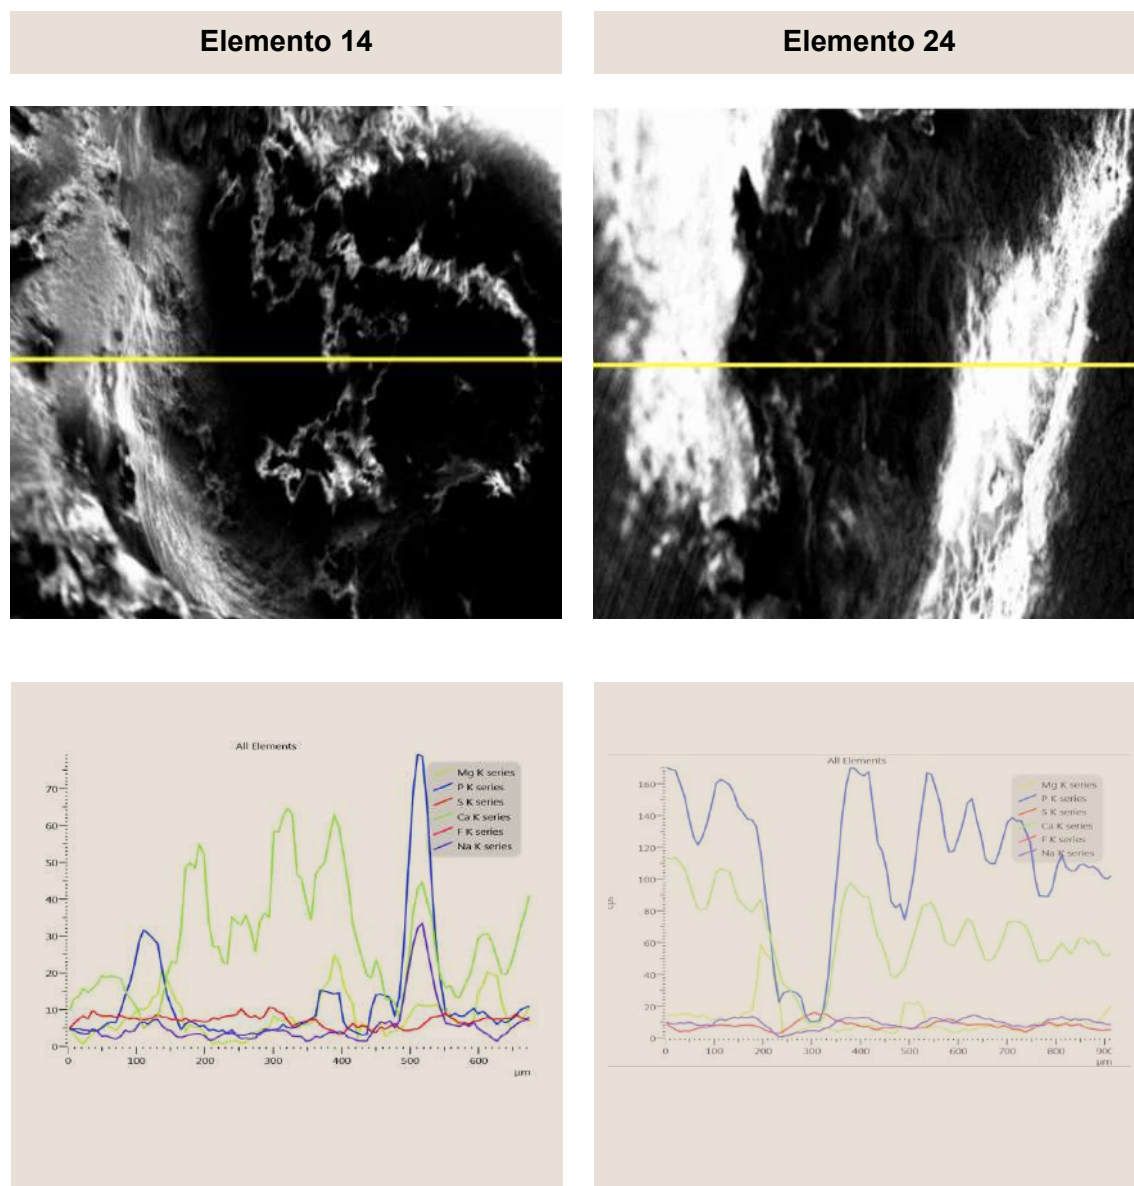 Elemento 14
Elemento 24
All Elements
Mg K series
P K series
S K series
Ca K series
F K series
Na K series
70
60
50
40
30
20
10
0
0 100 200 300 400 500 600
µm
All Elements
Mg K series
P K series
S K series
Ca K series
F K series
Na K series
cps
160
140
120
100
80
60
40
20
0
0 100 200 300 400 500 600 700 800 900
µm